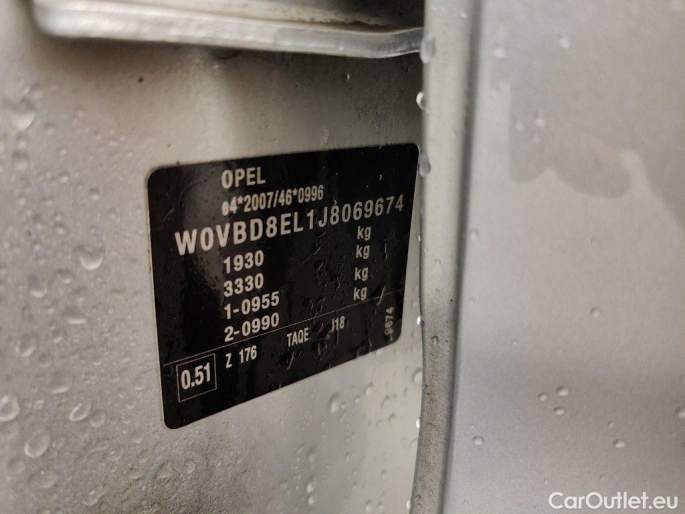 OPEL
e4*2007/46*0996
W0VBD8EL1J8069674
1930 kg
3330 kg
1-0955 kg
2-0990 kg
0.51 Z 176 TAQE J18
9674
CarOutlet.eu